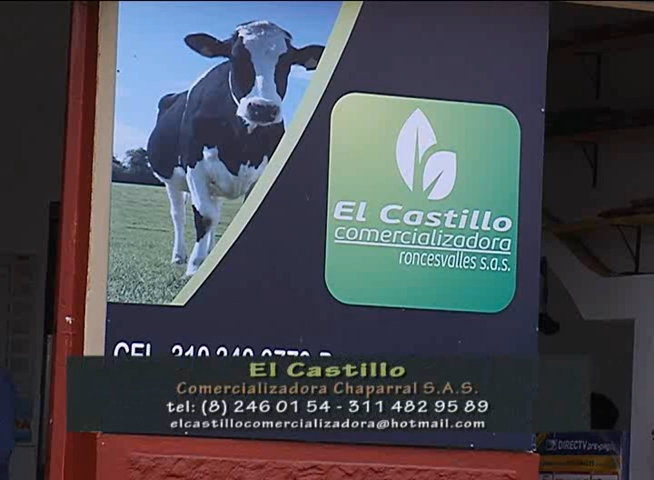 El Castillo
comercializadora
roncesvalles s.a.s.
CEL.
El Castillo
Comercializadora Chaparral S.A.S.
tel: (8) 246 01 54 - 311 482 95 89
elcastillocomercializadora@hotmail.com
DIRECTV